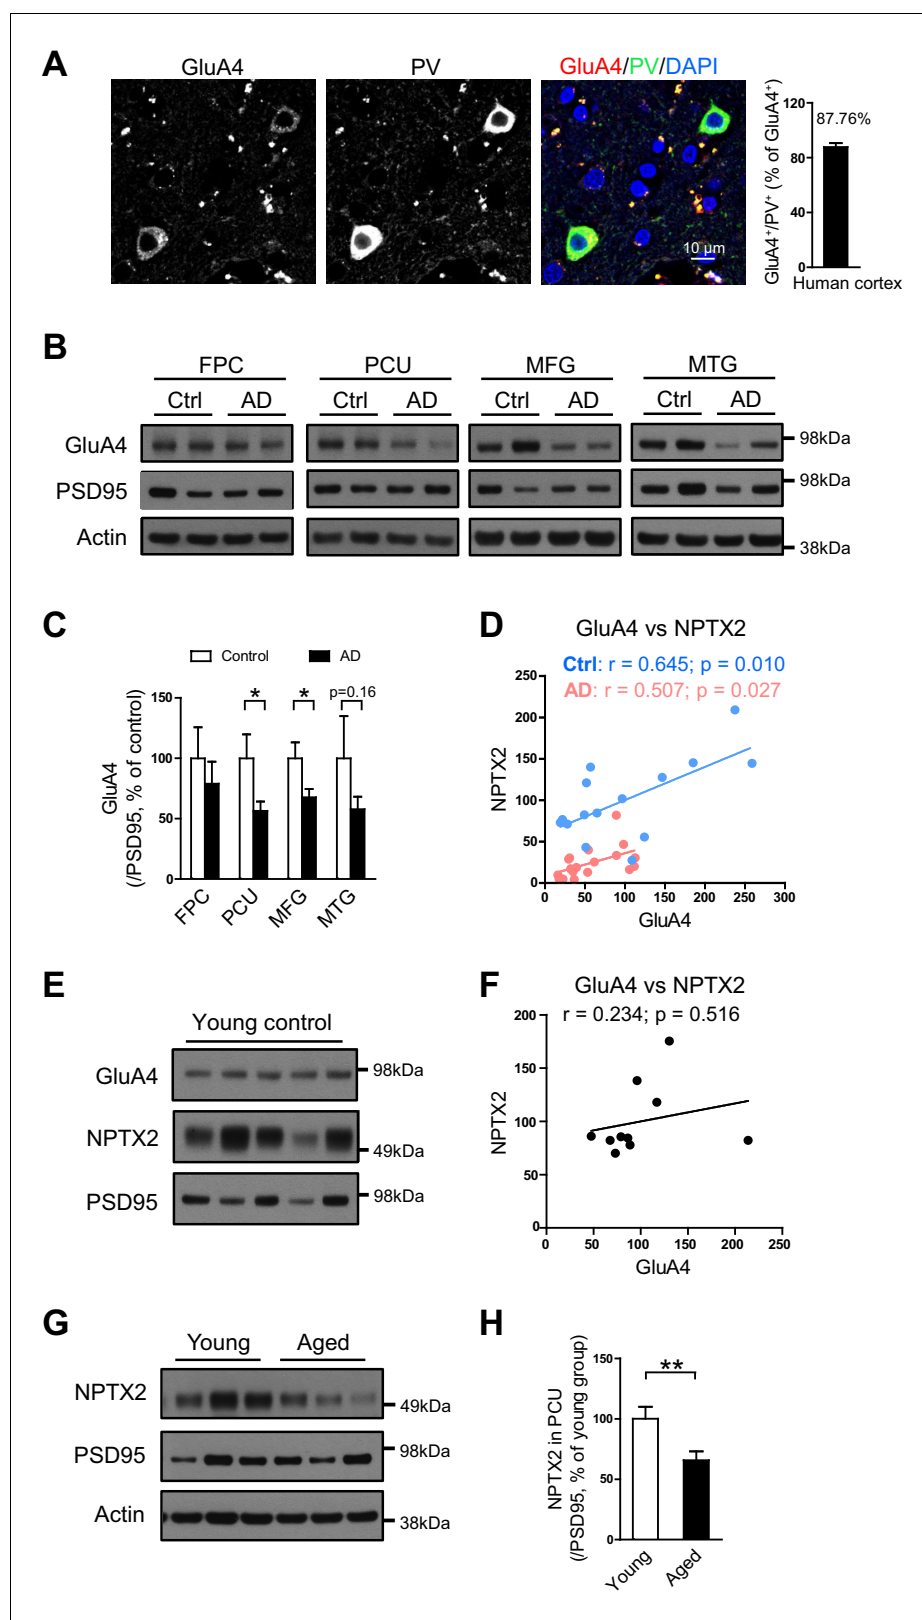 A
GluA4
PV
GluA4/PV/DAPI
10 µm
GluA4⁺/PV⁺ (% of GluA4⁺)
120
80
40
0
87.76%
Human cortex
B
FPC
PCU
MFG
MTG
Ctrl
AD
Ctrl
AD
Ctrl
AD
Ctrl
AD
GluA4
98kDa
PSD95
98kDa
Actin
38kDa
C
Control
AD
GluA4
(/PSD95, % of control)
150
100
50
0
*
*
p=0.16
FPC
PCU
MFG
MTG
D
GluA4 vs NPTX2
Ctrl: r = 0.645; p = 0.010
AD: r = 0.507; p = 0.027
NPTX2
250
200
150
100
50
0
0
50
100
150
200
250
300
GluA4
E
Young control
GluA4
98kDa
NPTX2
49kDa
PSD95
98kDa
F
GluA4 vs NPTX2
r = 0.234; p = 0.516
NPTX2
200
150
100
50
0
0
50
100
150
200
250
GluA4
G
Young
Aged
NPTX2
49kDa
PSD95
98kDa
Actin
38kDa
H
NPTX2 in PCU
(/PSD95, % of young group)
150
100
50
0
**
Young
Aged